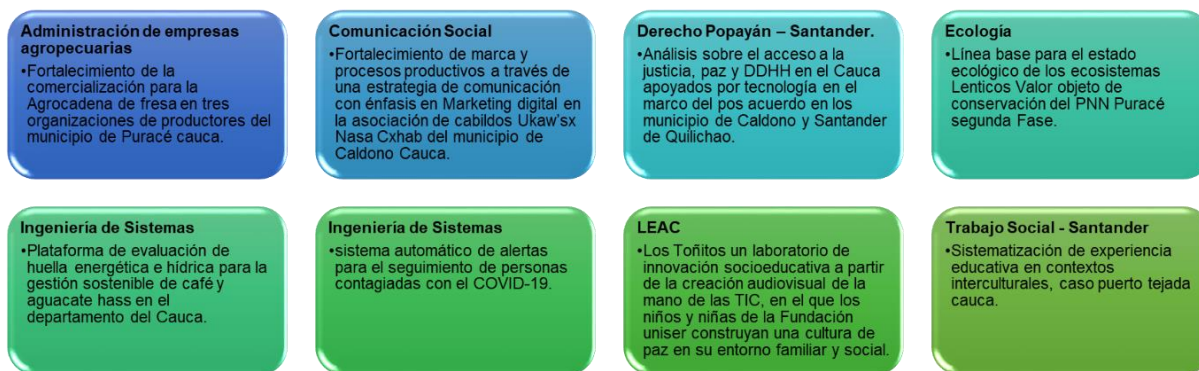 Administración de empresas
agropecuarias
•Fortalecimiento de la
comercialización para la
Agrocadena de fresa en tres
organizaciones de productores del
municipio de Puracé cauca.
Comunicación Social
•Fortalecimiento de marca y
procesos productivos a través de
una estrategia de comunicación
con énfasis en Marketing digital en
la asociación de cabildos Ukaw'sx
Nasa Cxhab del municipio de
Caldono Cauca.
Derecho Popayán – Santander.
•Análisis sobre el acceso a la
justicia, paz y DDHH en el Cauca
apoyados por tecnología en el
marco del pos acuerdo en los
municipio de Caldono y Santander
de Quilichao.
Ecología
•Línea base para el estado
ecológico de los ecosistemas
Lenticos Valor objeto de
conservación del PNN Puracé
segunda Fase.
Ingeniería de Sistemas
•Plataforma de evaluación de
huella energética e hídrica para la
gestión sostenible de café y
aguacate hass en el
departamento del Cauca.
Ingeniería de Sistemas
•sistema automático de alertas
para el seguimiento de personas
contagiadas con el COVID-19.
LEAC
•Los Toñitos un laboratorio de
innovación socioeducativa a partir
de la creación audiovisual de la
mano de las TIC, en el que los
niños y niñas de la Fundación
uniser construyan una cultura de
paz en su entorno familiar y social.
Trabajo Social - Santander
•Sistematización de experiencia
educativa en contextos
interculturales, caso puerto tejada
cauca.